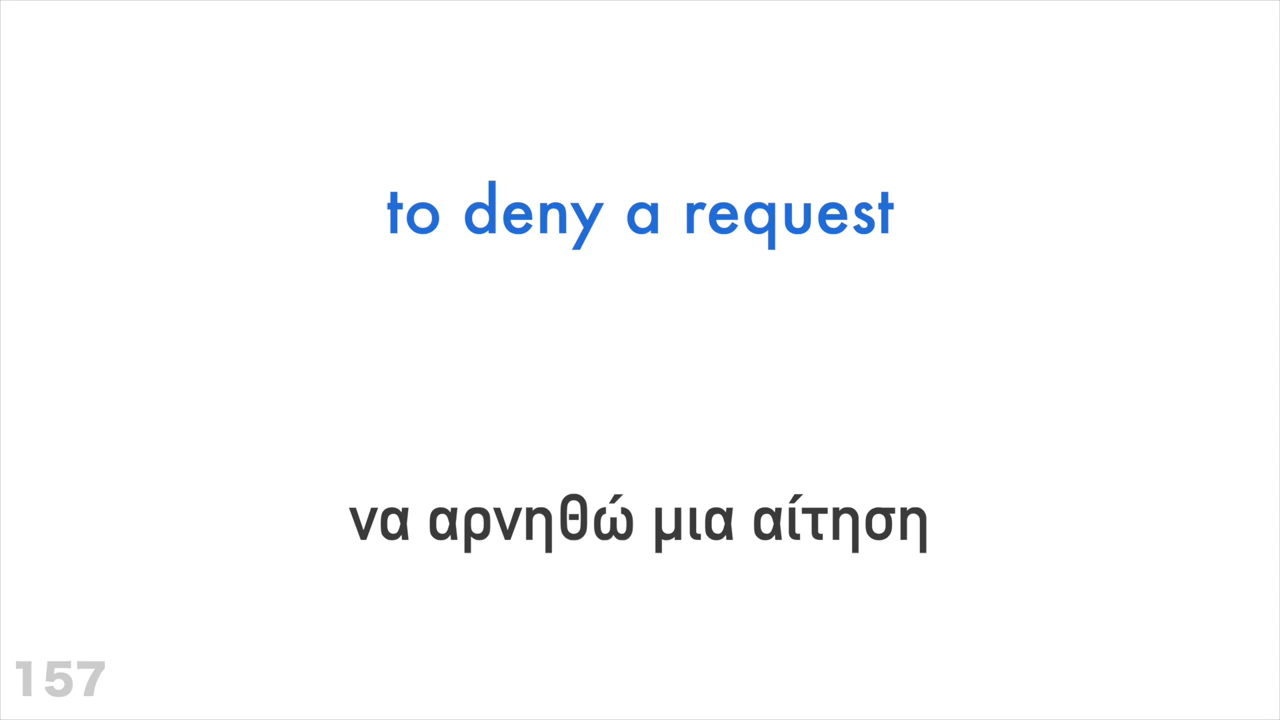 to deny a request
να αρνηθώ μια αίτηση
157